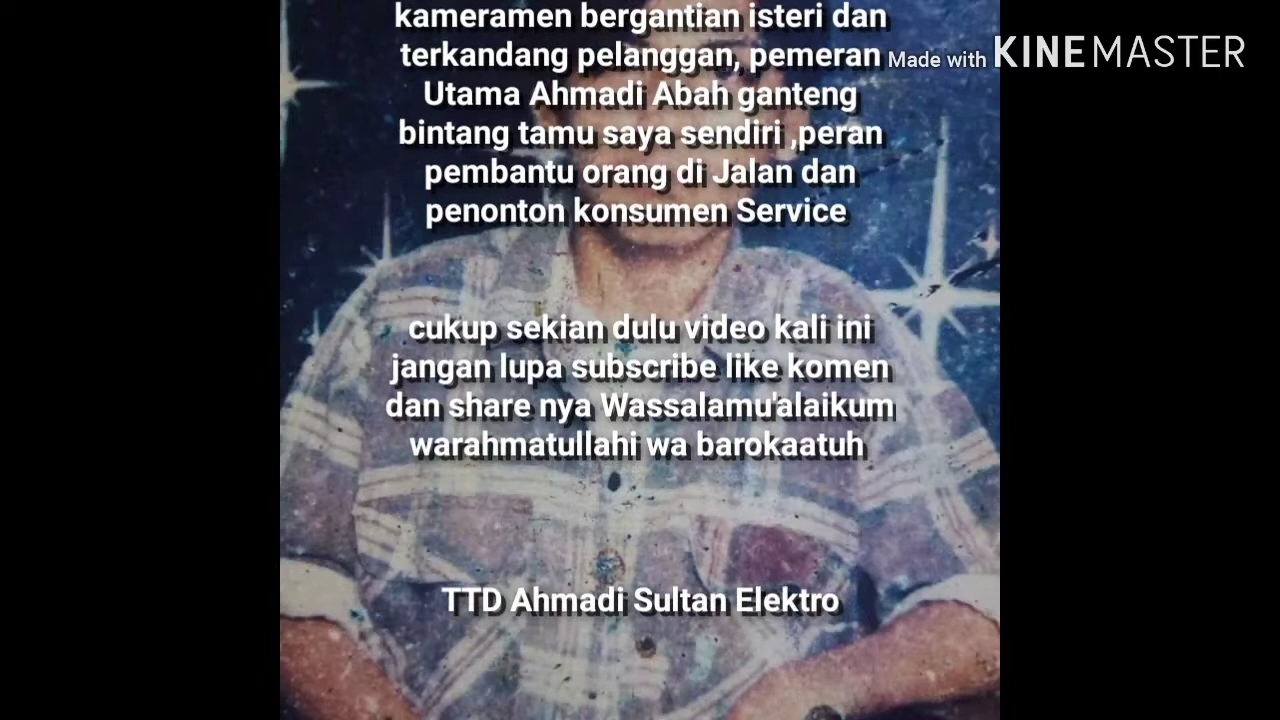 kameramen bergantian isteri dan
terkandang pelanggan, pemeran
Made with KINEMASTER
Utama Ahmadi Abah ganteng
bintang tamu saya sendiri ,peran
pembantu orang di Jalan dan
penonton konsumen Service
cukup sekian dulu video kali ini
jangan lupa subscribe like komen
dan share nya Wassalamu'alaikum
warahmatullahi wa barokaatuh
TTD Ahmadi Sultan Elektro